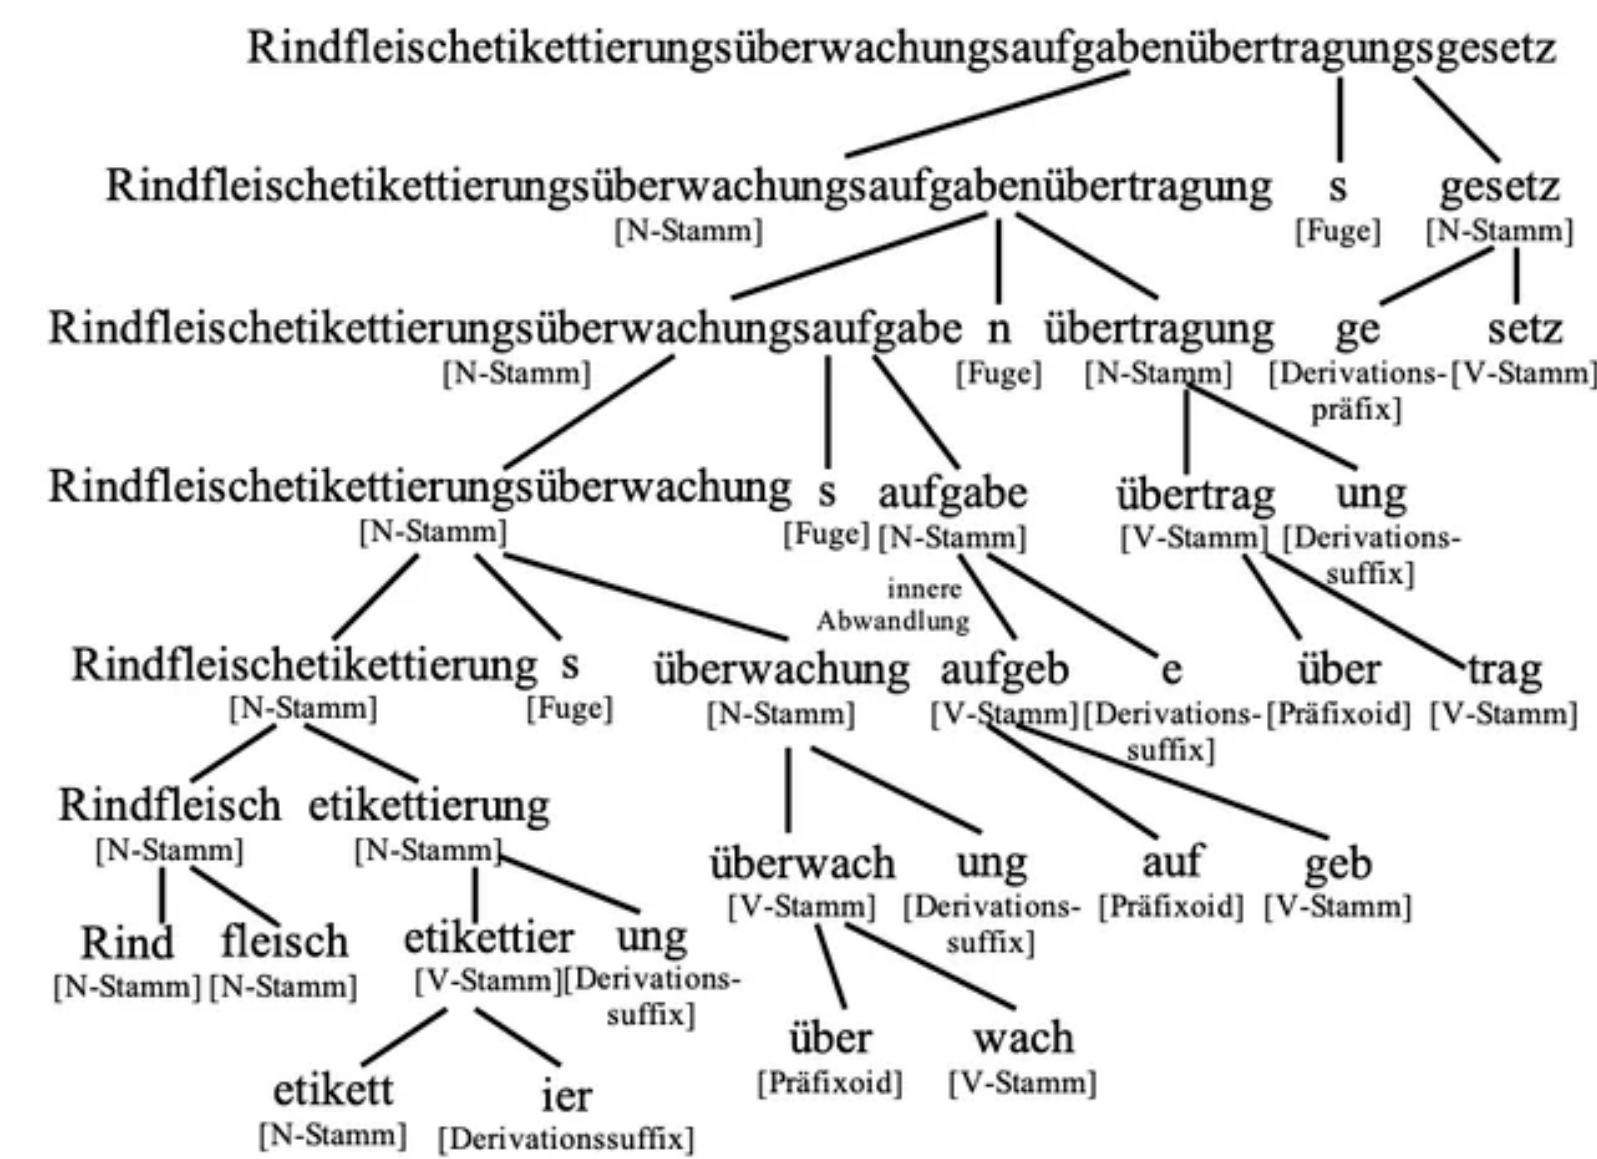 Rindfleischetikettierungsüberwachungsaufgabenübertragungsgesetz
Rindfleischetikettierungsüberwachungsaufgabenübertragung s gesetz
[N-Stamm] [Fuge] [N-Stamm]
Rindfleischetikettierungsüberwachungsaufgabe n übertragung ge setz
[N-Stamm] [Fuge] [N-Stamm] [Derivations- [V-Stamm]
präfix]
Rindfleischetikettierungsüberwachung s aufgabe übertrag ung
[N-Stamm] [Fuge] [N-Stamm] [V-Stamm] [Derivations-
suffix]
innere
Abwandlung
Rindfleischetikettierung s überwachung aufgeb e über trag
[N-Stamm] [Fuge] [N-Stamm] [V-Stamm] [Derivations- [Präfixoid] [V-Stamm]
suffix]
Rindfleisch etikettierung
[N-Stamm] [N-Stamm]
überwach ung auf geb
[V-Stamm] [Derivations- [Präfixoid] [V-Stamm]
suffix]
Rind fleisch etikettier ung
[N-Stamm] [N-Stamm] [V-Stamm] [Derivations-
suffix]
über wach
[Präfixoid] [V-Stamm]
etikett ier
[N-Stamm] [Derivationssuffix]